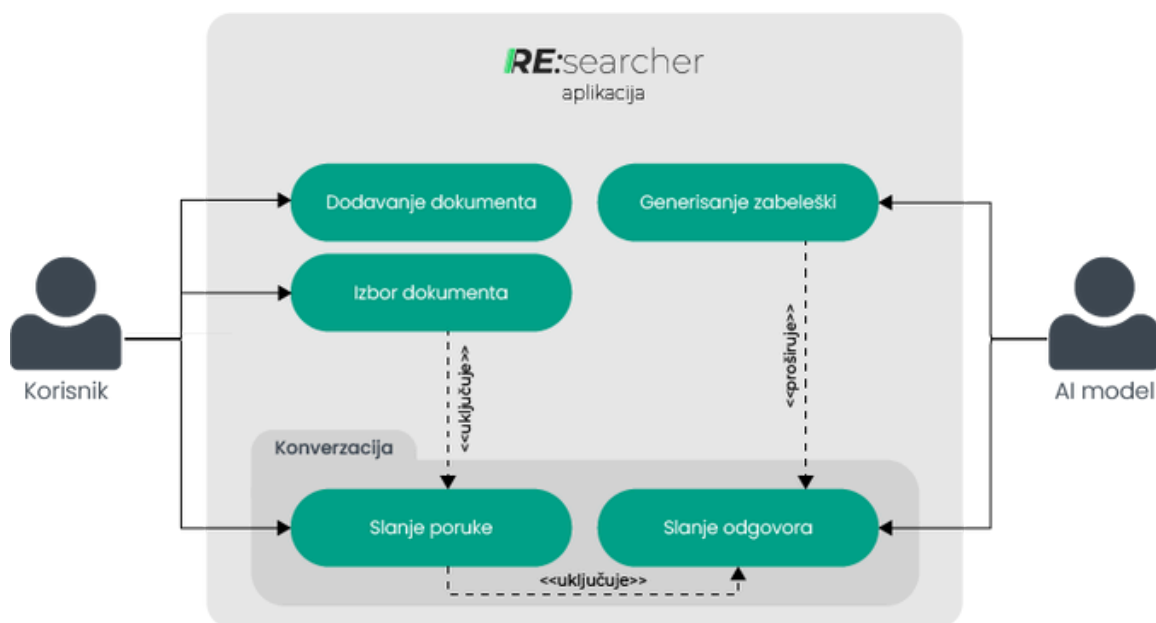 RE:searcher
aplikacija
Dodavanje dokumenta
Generisanje zabeleški
Izbor dokumenta
<<uključuje>>
<<proširuje>>
Korisnik
AI model
Konverzacija
Slanje poruke
Slanje odgovora
<<uključuje>>